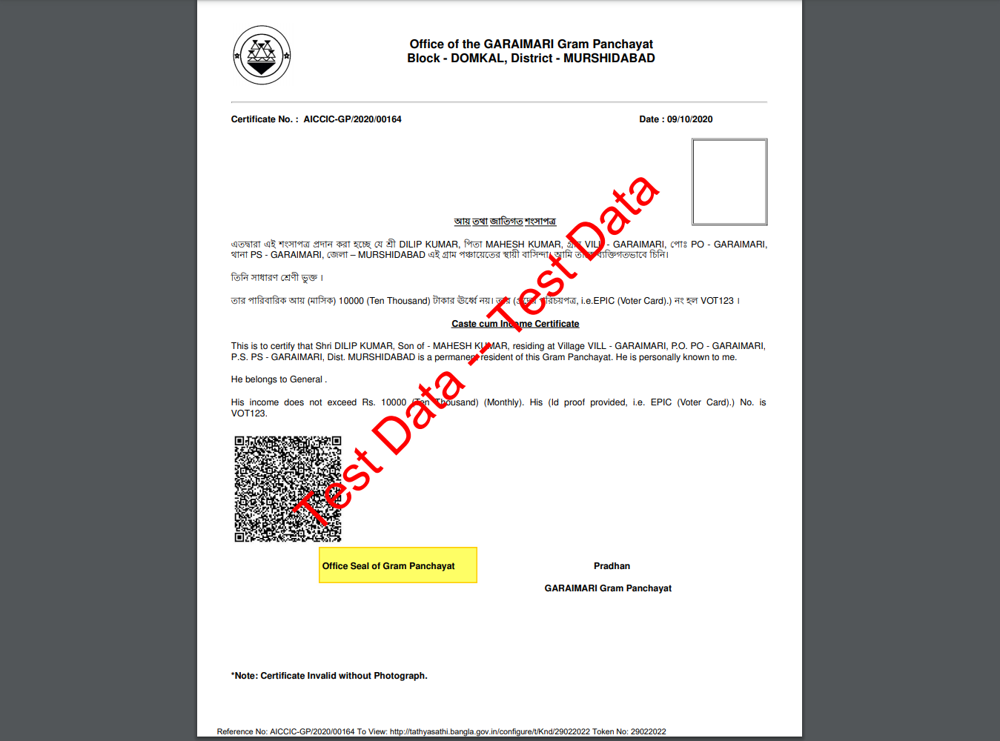 Office of the GARAIMARI Gram Panchayat
Block - DOMKAL, District - MURSHIDABAD
Certificate No. : AICCIC-GP/2020/00164 Date : 09/10/2020
আয় তথা জাতিগত শংসাপত্র
এতদ্বারা এই শংসাপত্র প্রদান করা হচ্ছে যে শ্রী DILIP KUMAR, পিতা MAHESH KUMAR, গ্রাম VILL - GARAIMARI, পোঃ PO - GARAIMARI,
থানা PS - GARAIMARI, জেলা – MURSHIDABAD এই গ্রাম পঞ্চায়েতের স্থায়ী বাসিন্দা। আমি ব্যক্তিগতভাবে চিনি।
তিনি সাধারণ শ্রেণী ভুক্ত ।
তার পারিবারিক আয় (মাসিক) 10000 (Ten Thousand) টাকার ঊর্ধ্বে নয়। তার পরিচয়পত্র, i.e.EPIC (Voter Card).) নং হল VOT123 ।
Caste cum Income Certificate
This is to certify that Shri DILIP KUMAR, Son of - MAHESH KUMAR, residing at Village VILL - GARAIMARI, P.O. PO - GARAIMARI,
P.S. PS - GARAIMARI, Dist. MURSHIDABAD is a permanent resident of this Gram Panchayat. He is personally known to me.
He belongs to General .
His income does not exceed Rs. 10000 (Ten Thousand) (Monthly). His (Id proof provided, i.e. EPIC (Voter Card).) No. is
VOT123.
Test Data -- Test Data
Office Seal of Gram Panchayat Pradhan
GARAIMARI Gram Panchayat
*Note: Certificate Invalid without Photograph.
Reference No: AICCIC-GP/2020/00164 To View: http://tathyasathi.bangla.gov.in/configure/t/Knd/29022022 Token No: 29022022